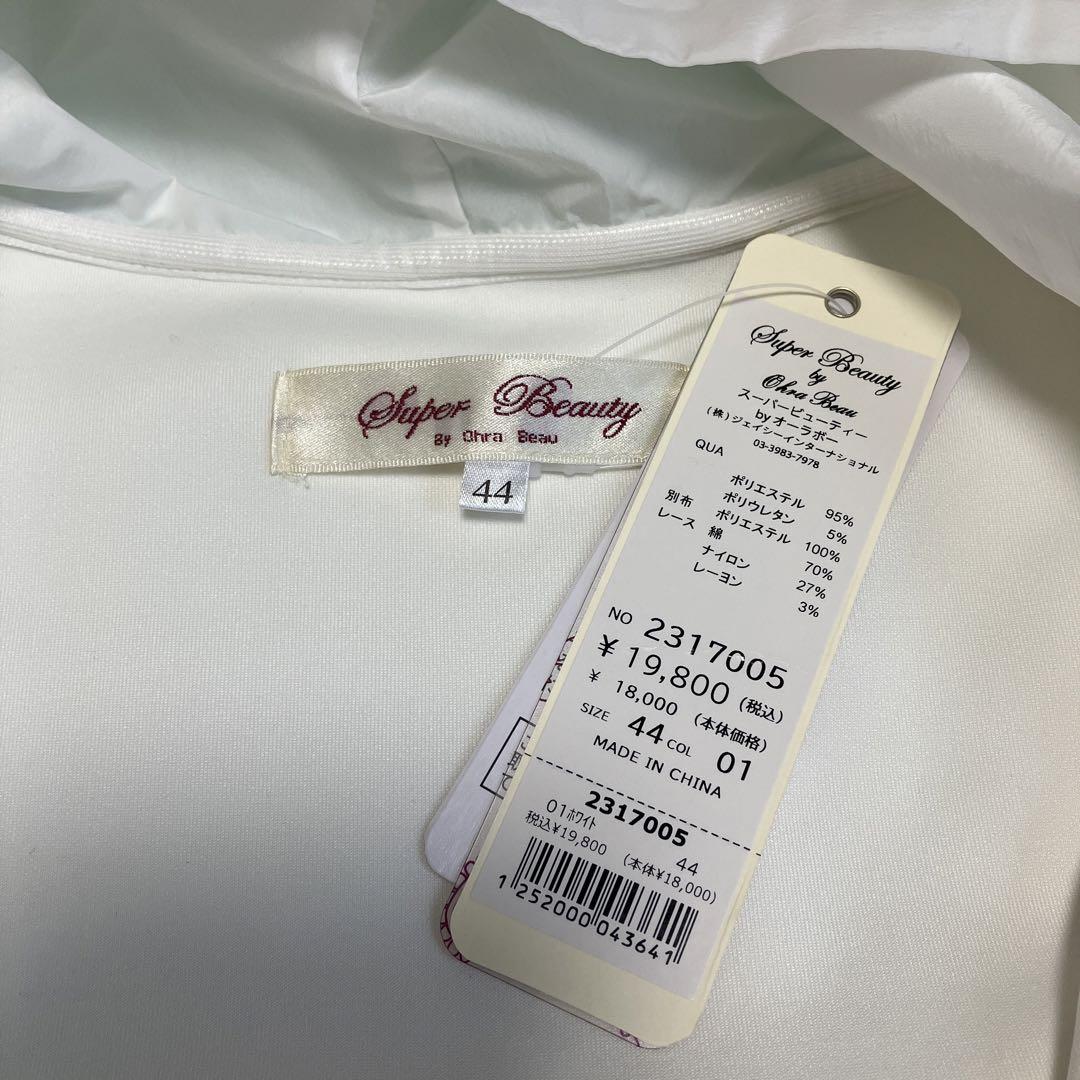 Super Beauty
By Ohra Beau
44
Super Beauty
by
Ohra Beau
スーパービューティー
byオーラボー
(株)ジェイシーインターナショナル
03-3983-7978
QUA
ポリエステル 95%
ポリウレタン 5%
別布 ポリエステル 100%
レース 綿 70%
ナイロン 27%
レーヨン 3%
NO 2317005
¥ 19,800 (税込)
¥ 18,000 (本体価格)
SIZE 44 COL 01
MADE IN CHINA
2317005
01ホワイト 44
税込¥19,800 (本体¥18,000)
1 252000 043641